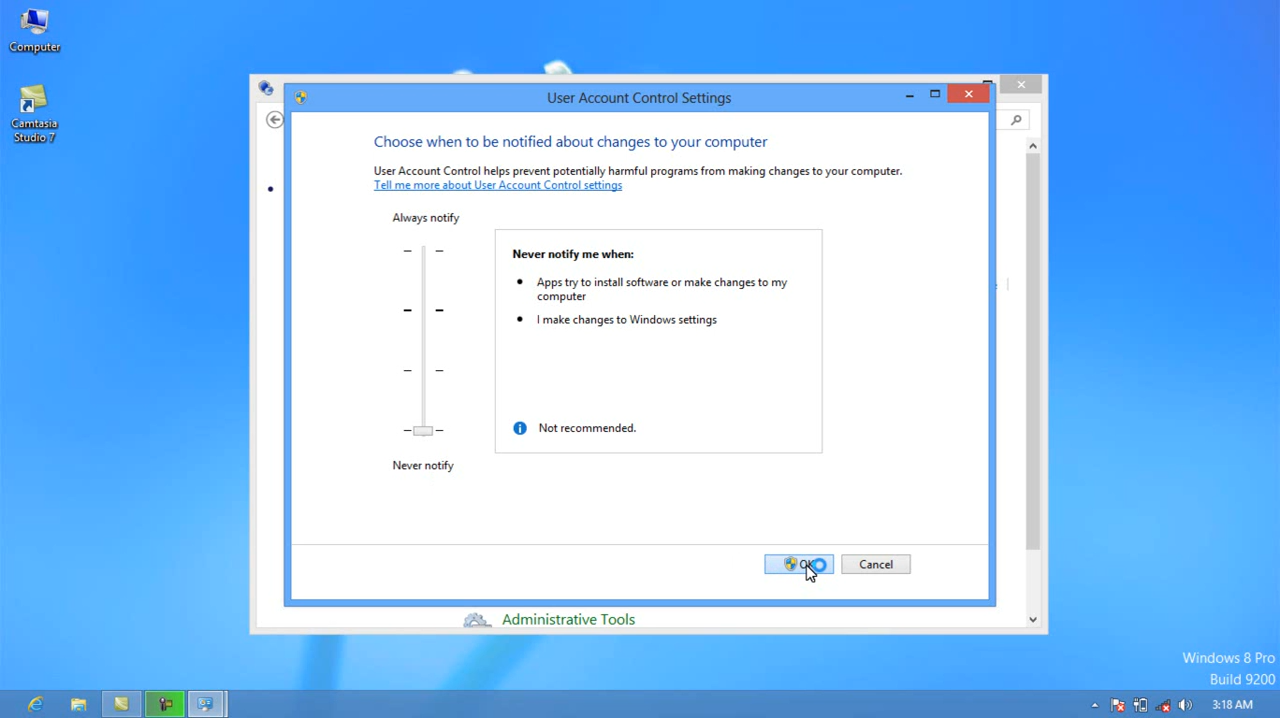 Computer
Camtasia
Studio 7
User Account Control Settings
Choose when to be notified about changes to your computer
User Account Control helps prevent potentially harmful programs from making changes to your computer.
Tell me more about User Account Control settings
Always notify
Never notify me when:
Apps try to install software or make changes to my
computer
I make changes to Windows settings
Not recommended.
Never notify
Cancel
Administrative Tools
Windows 8 Pro
Build 9200
3:18 AM